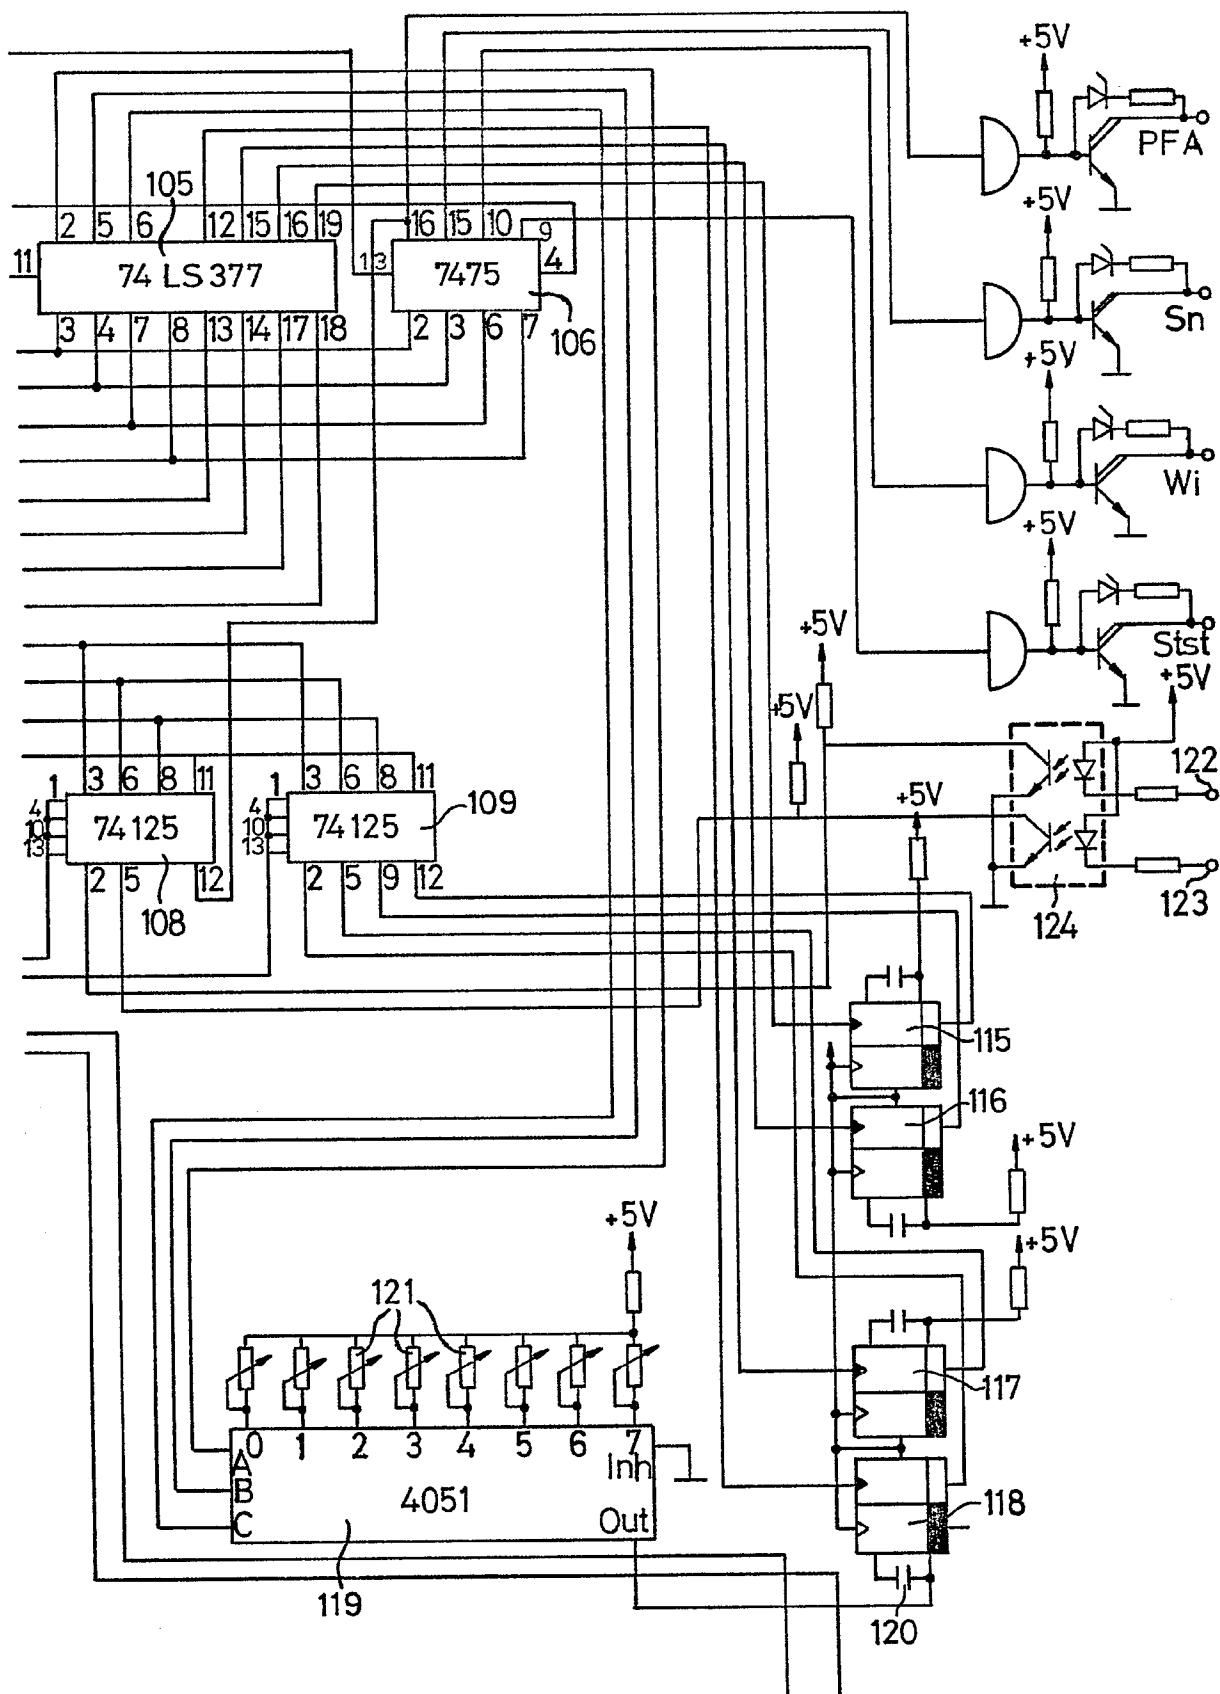 +5V
PFA
105
+5V
2 5 6 12 15 16 19
16 15 10 9
11 74 LS 377
13 7475 4
Sn
3 4 7 8 13 14 17 18
2 3 6 7
106
+5V
Wi
+5V
+5V
Stst
+5V
+5V
3 6 8 11
3 6 8 11
1
4
10
13
74 125
1
4
10
13
74 125
109
+5V
122
2 5 12
2 5 9 12
108
124
123
115
116
+5V
+5V
+5V
121
117
0 1 2 3 4 5 6 7
A
Inh
B
4051
C
Out
118
119
120